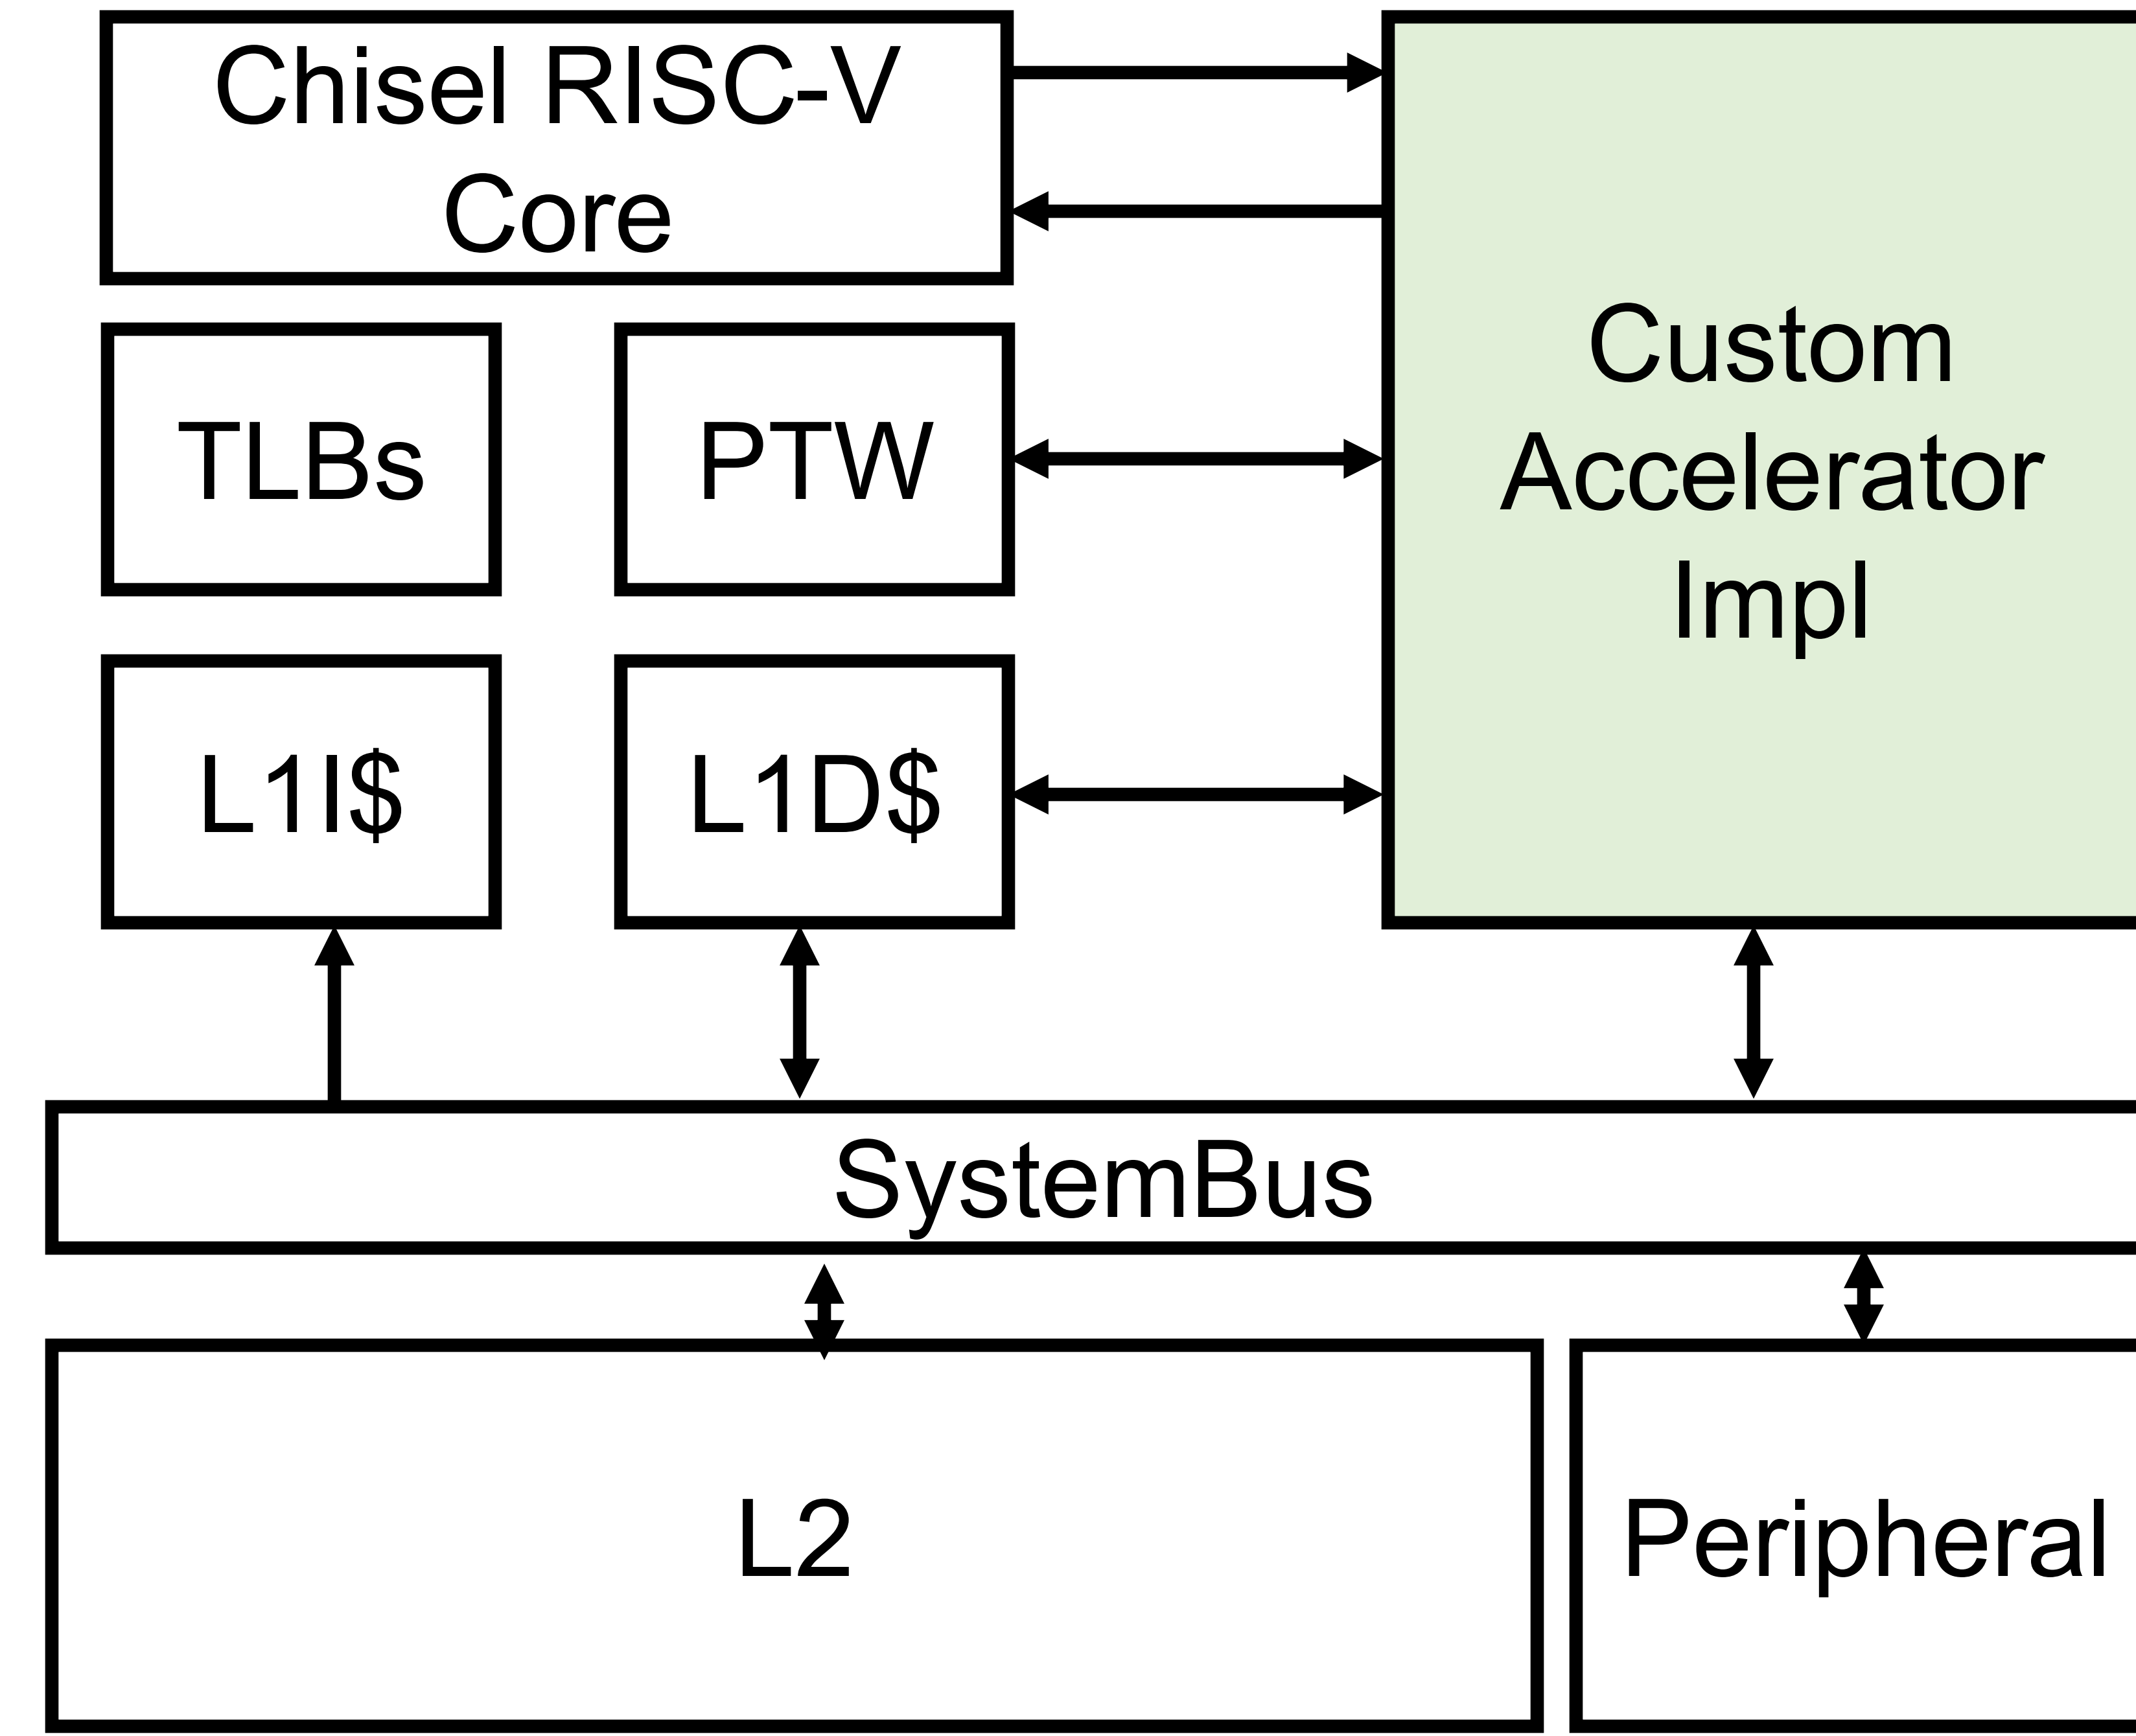 Chisel RISC-V
Core
Custom
Accelerator
Impl
TLBs
PTW
L1I$
L1D$
SystemBus
L2
Peripheral